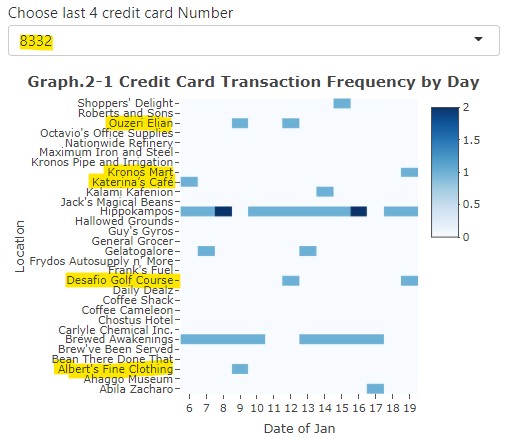 Choose last 4 credit card Number
8332
Graph.2-1 Credit Card Transaction Frequency by Day
Shoppers' Delight
Roberts and Sons
Ouzeri Elian
Octavio's Office Supplies
Nationwide Refinery
Maximum Iron and Steel
Kronos Pipe and Irrigation
Kronos Mart
Katerina's Café
Kalami Kafenion
Jack's Magical Beans
Hippokampos
Hallowed Grounds
Guy's Gyros
General Grocer
Gelatogalore
Frydos Autosupply n' More
Frank's Fuel
Desafio Golf Course
Daily Dealz
Coffee Shack
Coffee Cameleon
Chostus Hotel
Carlyle Chemical Inc.
Brewed Awakenings
Brew've Been Served
Bean There Done That
Albert's Fine Clothing
Ahaggo Museum
Abila Zacharo
Location
6 7 8 9 10 11 12 13 14 15 16 17 18 19
Date of Jan
2
1.5
1
0.5
0